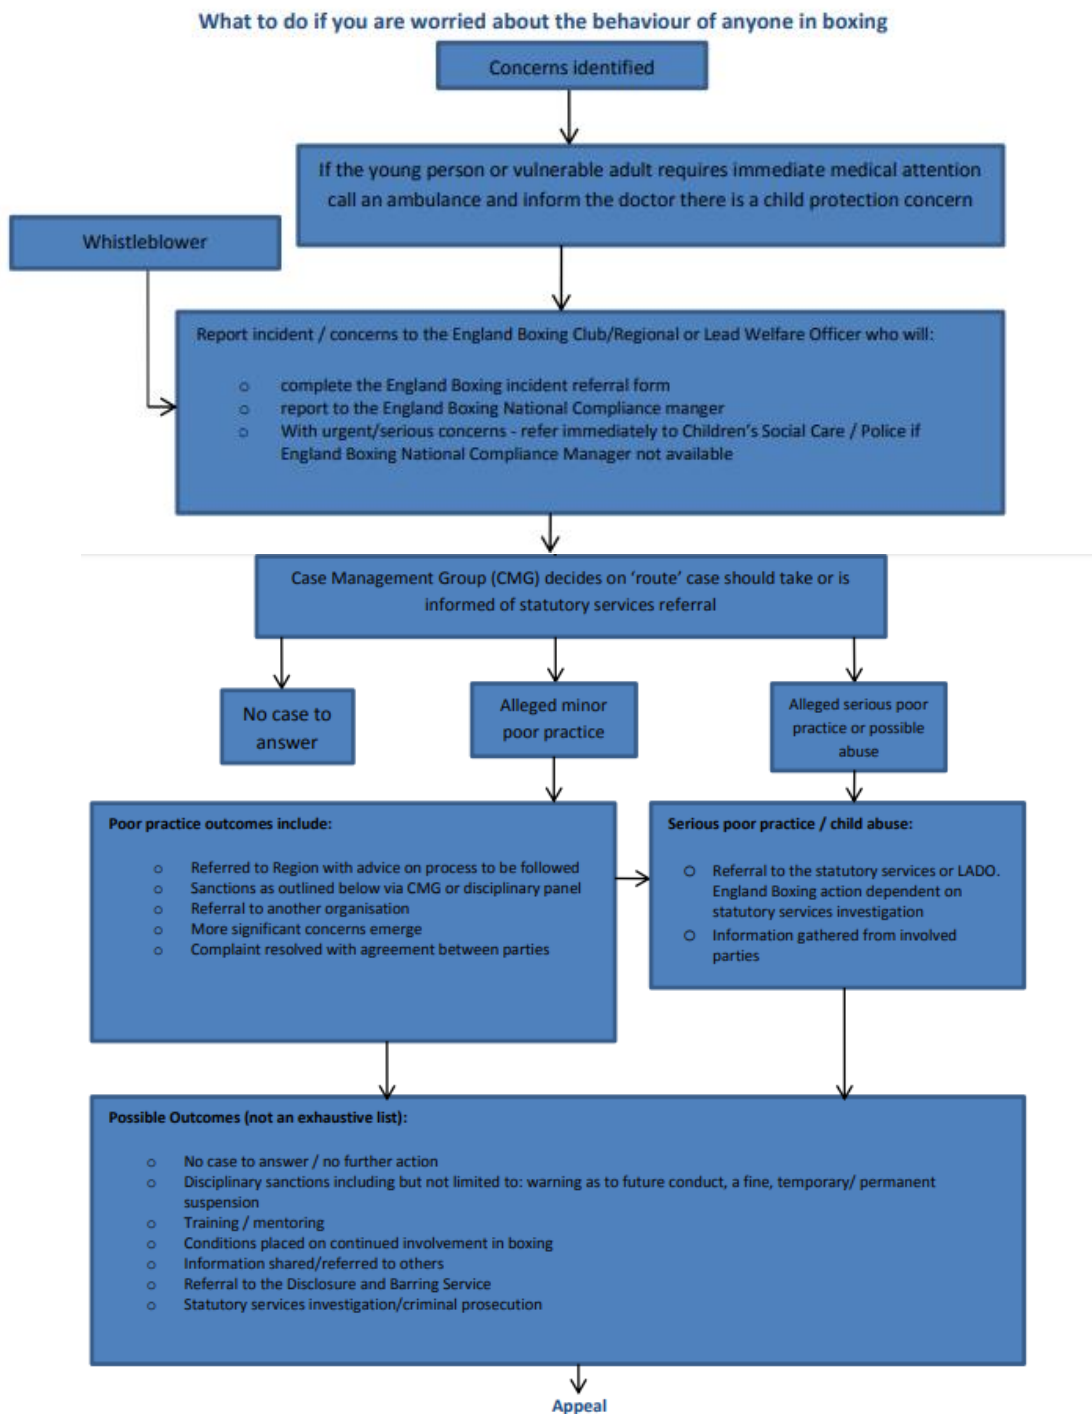 What to do if you are worried about the behaviour of anyone in boxing
Concerns identified
If the young person or vulnerable adult requires immediate medical attention
call an ambulance and inform the doctor there is a child protection concern
Whistleblower
Report incident / concerns to the England Boxing Club/Regional or Lead Welfare Officer who will:
o complete the England Boxing incident referral form
o report to the England Boxing National Compliance manger
o With urgent/serious concerns - refer immediately to Children's Social Care / Police if
England Boxing National Compliance Manager not available
Case Management Group (CMG) decides on 'route' case should take or is
informed of statutory services referral
No case to
answer
Alleged minor
poor practice
Alleged serious poor
practice or possible
abuse
Poor practice outcomes include:
o Referred to Region with advice on process to be followed
o Sanctions as outlined below via CMG or disciplinary panel
o Referral to another organisation
o More significant concerns emerge
o Complaint resolved with agreement between parties
Serious poor practice / child abuse:
o Referral to the statutory services or LADO.
England Boxing action dependent on
statutory services investigation
o Information gathered from involved
parties
Possible Outcomes (not an exhaustive list):
o No case to answer / no further action
o Disciplinary sanctions including but not limited to: warning as to future conduct, a fine, temporary/ permanent
suspension
o Training / mentoring
o Conditions placed on continued involvement in boxing
o Information shared/referred to others
o Referral to the Disclosure and Barring Service
o Statutory services investigation/criminal prosecution
Appeal